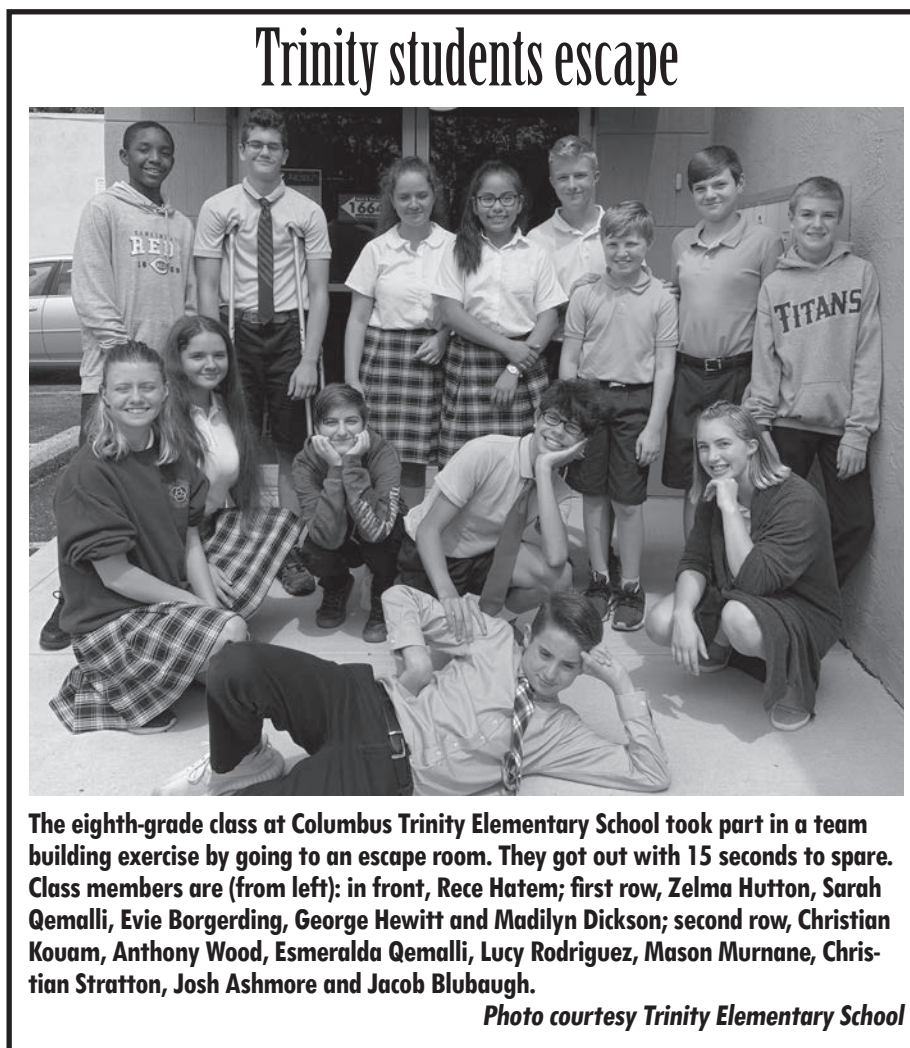 Trinity students escape
REDS
1869
166
TITANS
The eighth-grade class at Columbus Trinity Elementary School took part in a team
building exercise by going to an escape room. They got out with 15 seconds to spare.
Class members are (from left): in front, Rece Hatem; first row, Zelma Hutton, Sarah
Qemalli, Evie Borgerding, George Hewitt and Madilyn Dickson; second row, Christian
Kouam, Anthony Wood, Esmeralda Qemalli, Lucy Rodriguez, Mason Murnane, Chris-
tian Stratton, Josh Ashmore and Jacob Blubaugh.
Photo courtesy Trinity Elementary School